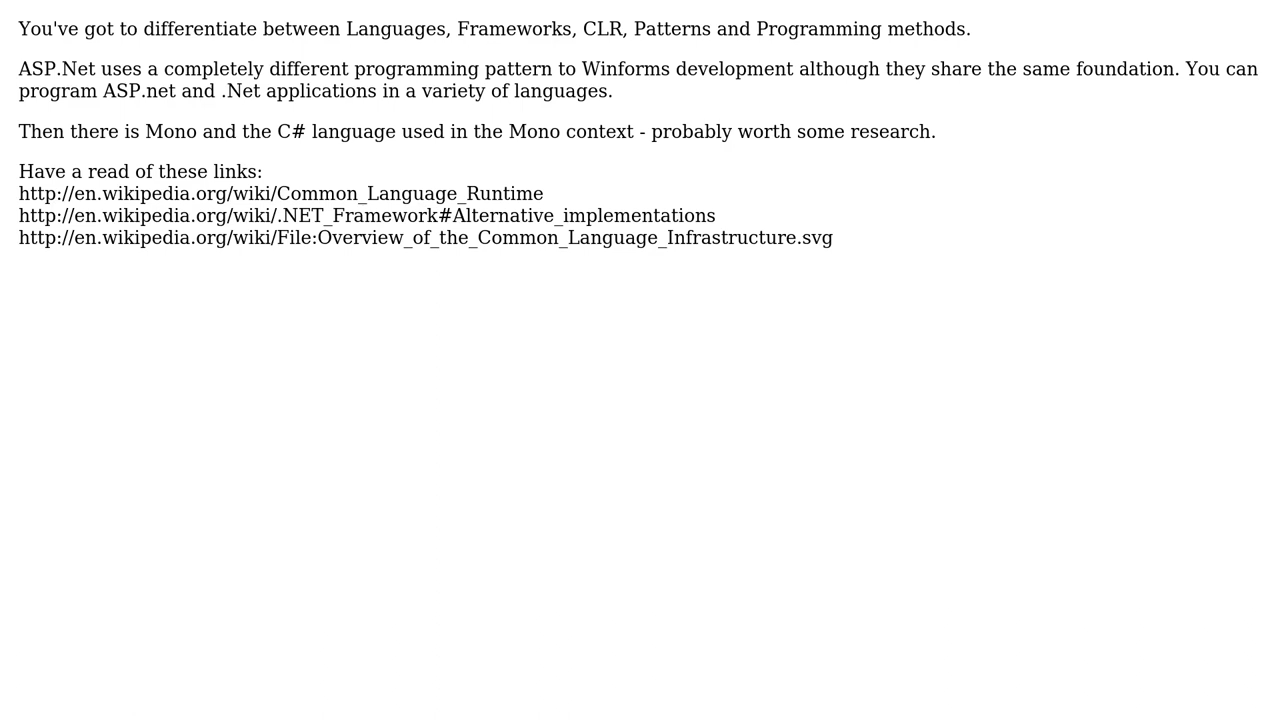 You've got to differentiate between Languages, Frameworks, CLR, Patterns and Programming methods.
ASP.Net uses a completely different programming pattern to Winforms development although they share the same foundation. You can
program ASP.net and .Net applications in a variety of languages.
Then there is Mono and the C# language used in the Mono context - probably worth some research.
Have a read of these links:
http://en.wikipedia.org/wiki/Common_Language_Runtime
http://en.wikipedia.org/wiki/.NET_Framework#Alternative_implementations
http://en.wikipedia.org/wiki/File:Overview_of_the_Common_Language_Infrastructure.svg